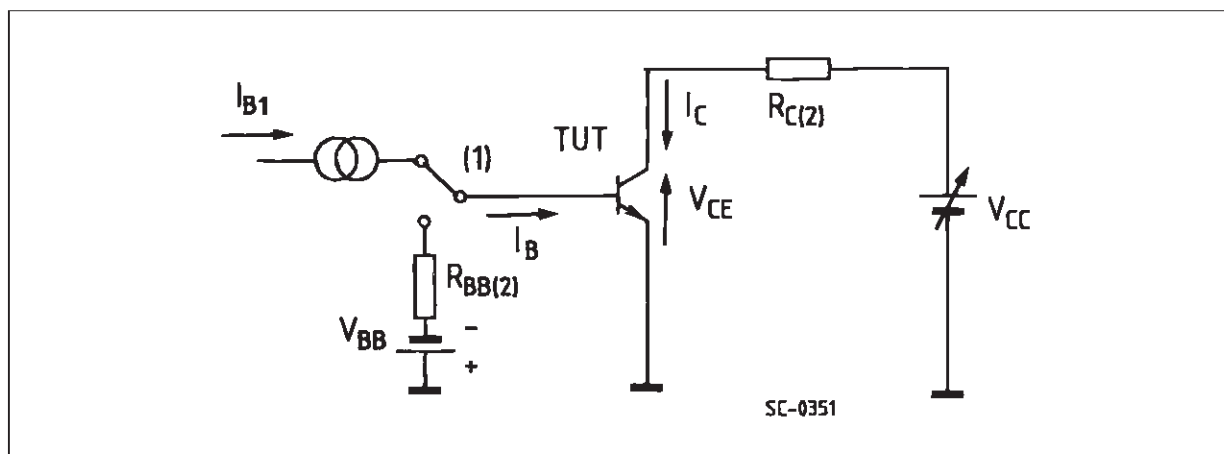 I_B1
(1)
TUT
I_C
R_C(2)
V_CE
V_CC
I_B
R_BB(2)
V_BB
-
+
SC-0351